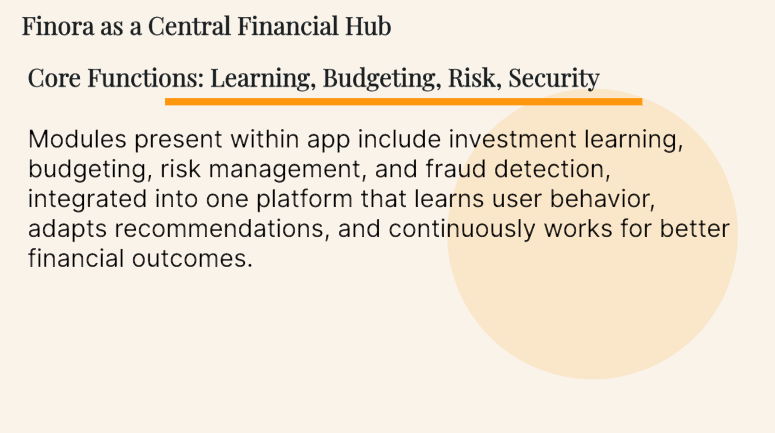 Finora as a Central Financial Hub
Core Functions: Learning, Budgeting, Risk, Security
Modules present within app include investment learning,
budgeting, risk management, and fraud detection,
integrated into one platform that learns user behavior,
adapts recommendations, and continuously works for better
financial outcomes.